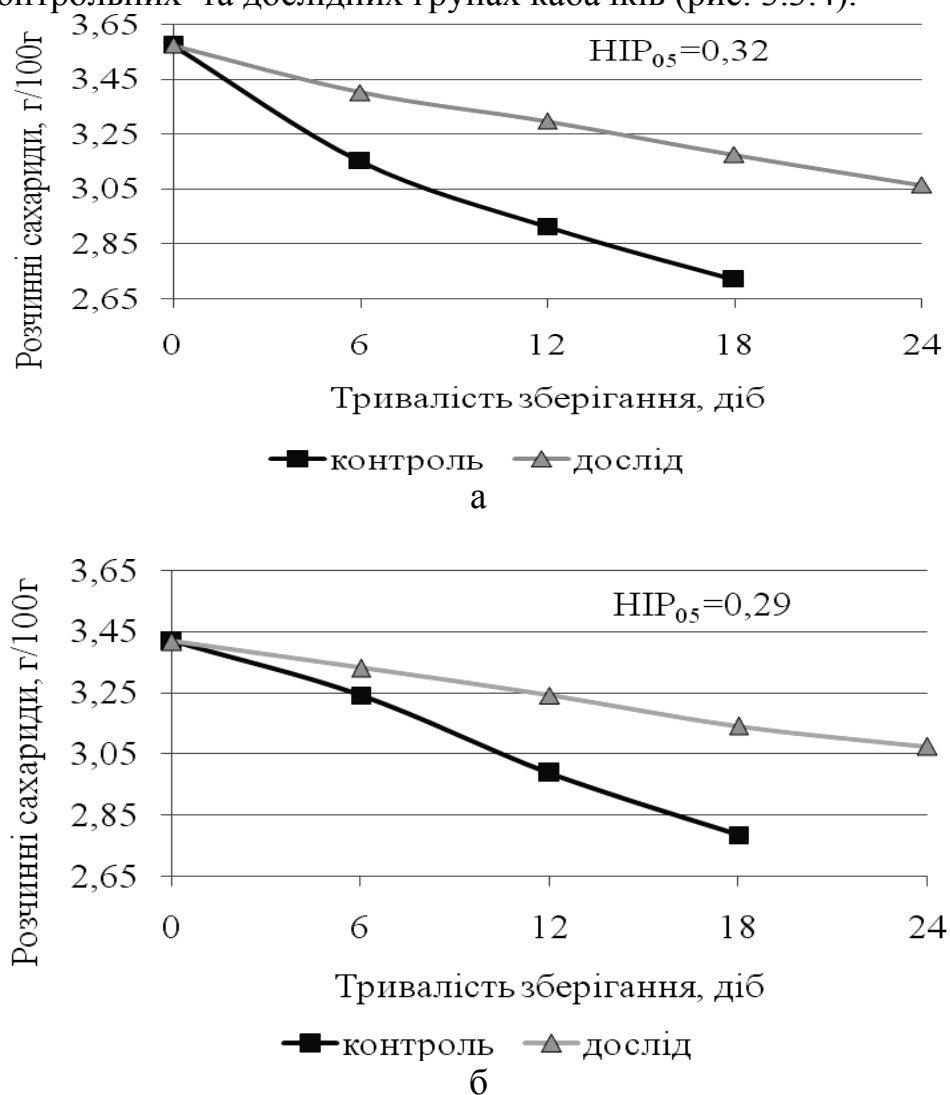 контрольних та дослідних групах кабачків (рис. 3.3.4).
3,65
3,45
3,25
3,05
2,85
2,65
Розчинні сахариди, г/100г
НІР₀₅=0,32
0 6 12 18 24
Тривалість зберігання, діб
контроль дослід
а
3,65
3,45
3,25
3,05
2,85
2,65
Розчинні сахариди, г/100г
НІР₀₅=0,29
0 6 12 18 24
Тривалість зберігання, діб
контроль дослід
б